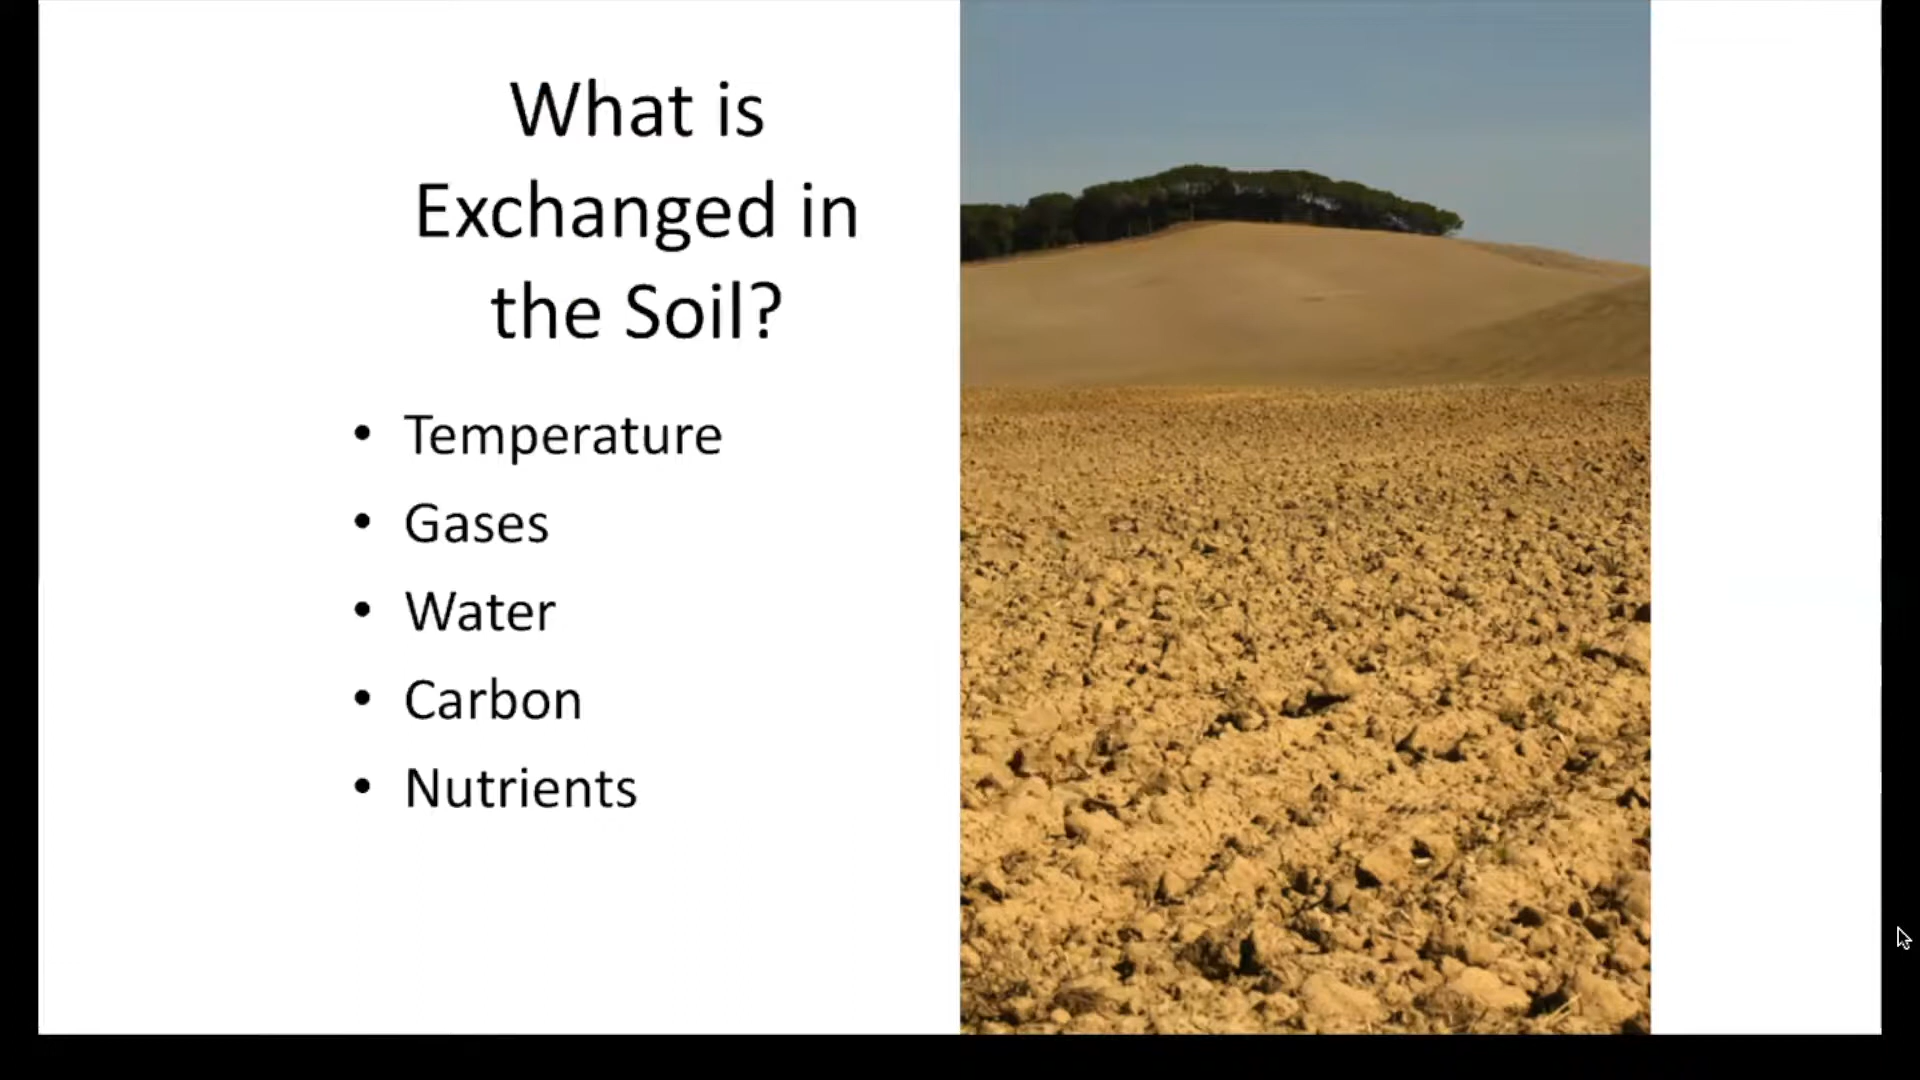 What is
Exchanged in
the Soil?
• Temperature
• Gases
• Water
• Carbon
• Nutrients